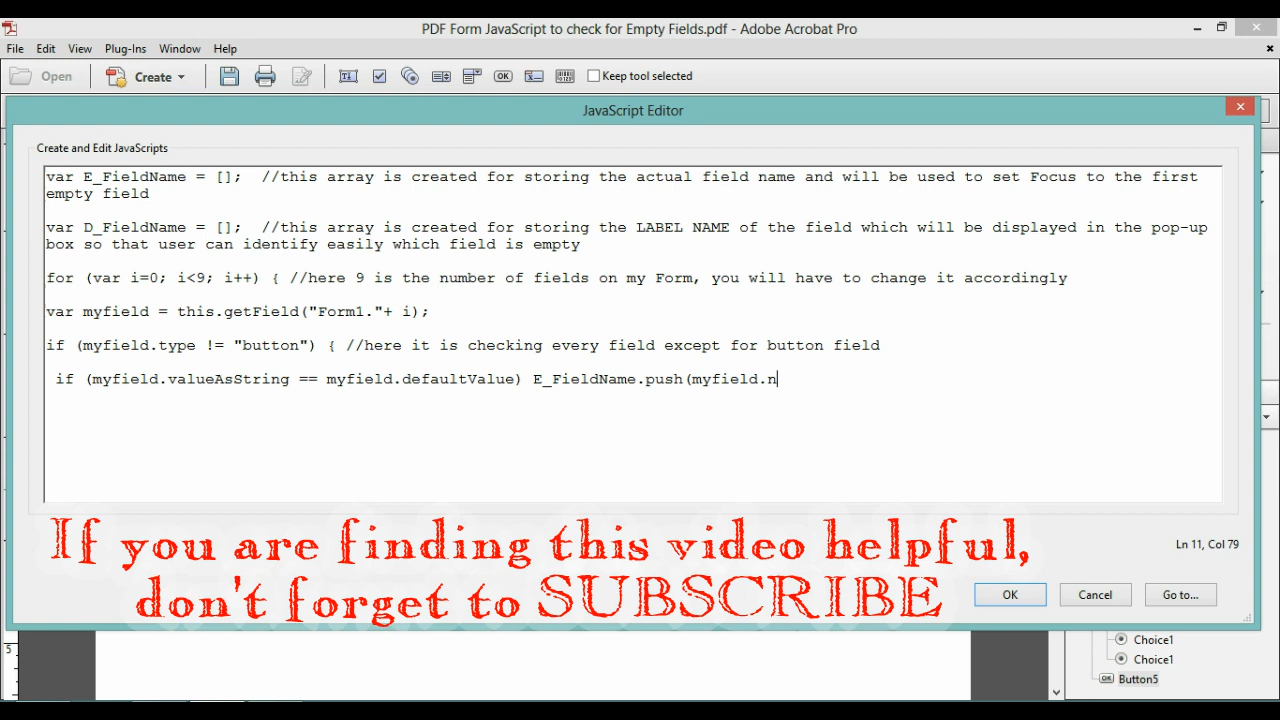 PDF Form JavaScript to check for Empty Fields.pdf - Adobe Acrobat Pro
File Edit View Plug-Ins Window Help
Open Create OK Keep tool selected
JavaScript Editor
Create and Edit JavaScripts
var E_FieldName = []; //this array is created for storing the actual field name and will be used to set Focus to the first
empty field
var D_FieldName = []; //this array is created for storing the LABEL NAME of the field which will be displayed in the pop-up
box so that user can identify easily which field is empty
for (var i=0; i<9; i++) { //here 9 is the number of fields on my Form, you will have to change it accordingly
var myfield = this.getField("Form1."+ i);
if (myfield.type != "button") { //here it is checking every field except for button field
if (myfield.valueAsString == myfield.defaultValue) E_FieldName.push(myfield.n
If you are finding this video helpful,
don't forget to SUBSCRIBE
Ln 11, Col 79
OK Cancel Go to...
5
Choice1
Choice1
OK Button5